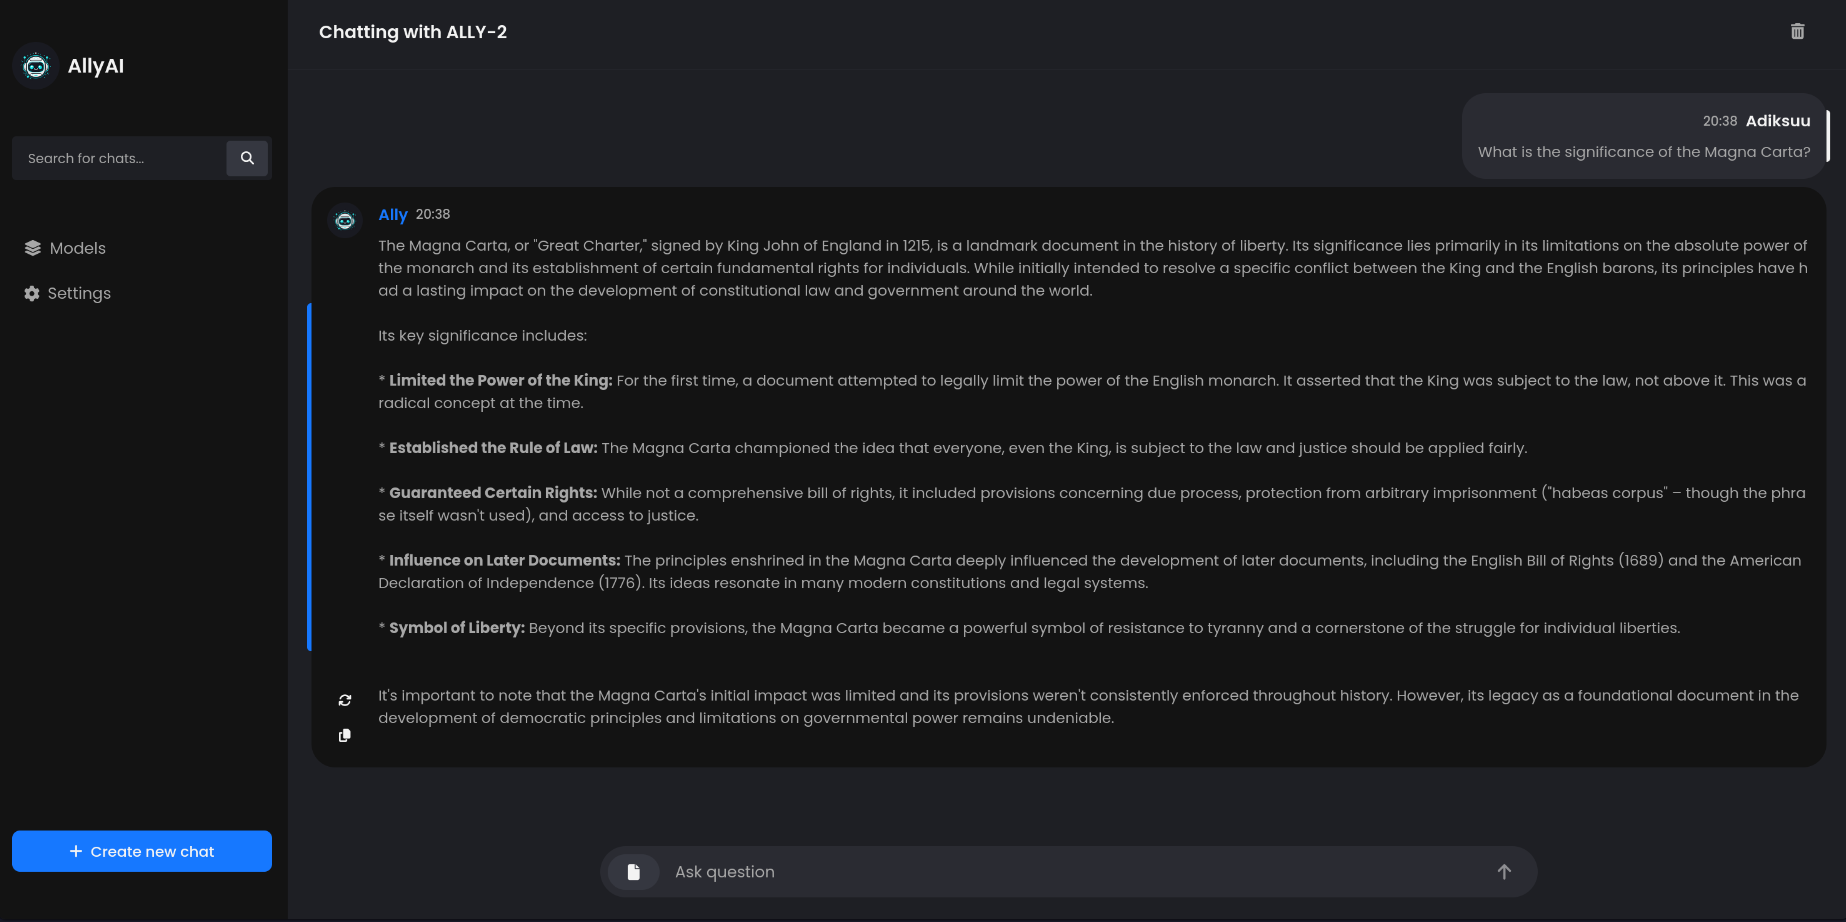 AllyAI
Search for chats...
Models
Settings
Create new chat
Chatting with ALLY-2
20:38 Adiksuu
What is the significance of the Magna Carta?
Ally 20:38
The Magna Carta, or "Great Charter," signed by King John of England in 1215, is a landmark document in the history of liberty. Its significance lies primarily in its limitations on the absolute power of
the monarch and its establishment of certain fundamental rights for individuals. While initially intended to resolve a specific conflict between the King and the English barons, its principles have h
ad a lasting impact on the development of constitutional law and government around the world.
Its key significance includes:
* Limited the Power of the King: For the first time, a document attempted to legally limit the power of the English monarch. It asserted that the King was subject to the law, not above it. This was a
radical concept at the time.
* Established the Rule of Law: The Magna Carta championed the idea that everyone, even the King, is subject to the law and justice should be applied fairly.
* Guaranteed Certain Rights: While not a comprehensive bill of rights, it included provisions concerning due process, protection from arbitrary imprisonment ("habeas corpus" – though the phra
se itself wasn't used), and access to justice.
* Influence on Later Documents: The principles enshrined in the Magna Carta deeply influenced the development of later documents, including the English Bill of Rights (1689) and the American
Declaration of Independence (1776). Its ideas resonate in many modern constitutions and legal systems.
* Symbol of Liberty: Beyond its specific provisions, the Magna Carta became a powerful symbol of resistance to tyranny and a cornerstone of the struggle for individual liberties.
It's important to note that the Magna Carta's initial impact was limited and its provisions weren't consistently enforced throughout history. However, its legacy as a foundational document in the
development of democratic principles and limitations on governmental power remains undeniable.
Ask question